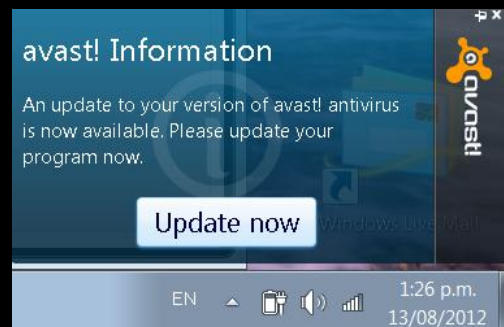 avast! Information
An update to your version of avast! antivirus
is now available. Please update your
program now.
Update now
avast!
Windows Live Mail
EN
1:26 p.m.
13/08/2012